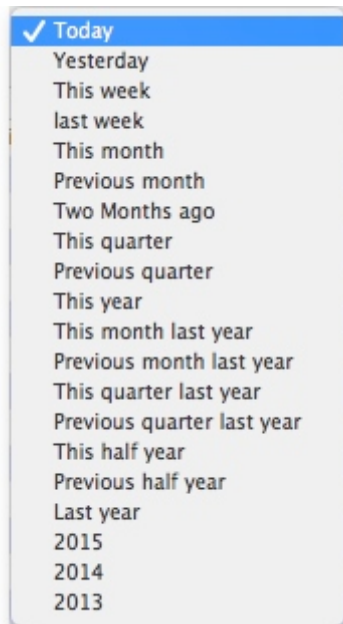 Today
Yesterday
This week
last week
This month
Previous month
Two Months ago
This quarter
Previous quarter
This year
This month last year
Previous month last year
This quarter last year
Previous quarter last year
This half year
Previous half year
Last year
2015
2014
2013